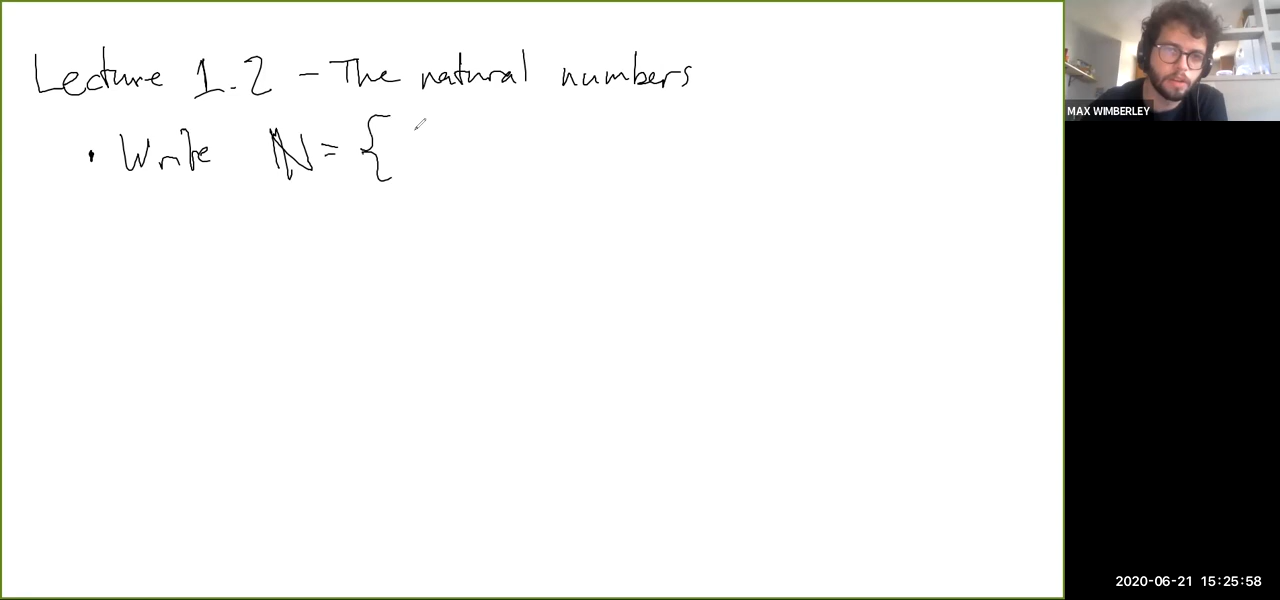 Lecture 1.2 – The natural numbers
• Write ℕ = {
MAX WIMBERLEY
2020-06-21 15:25:58